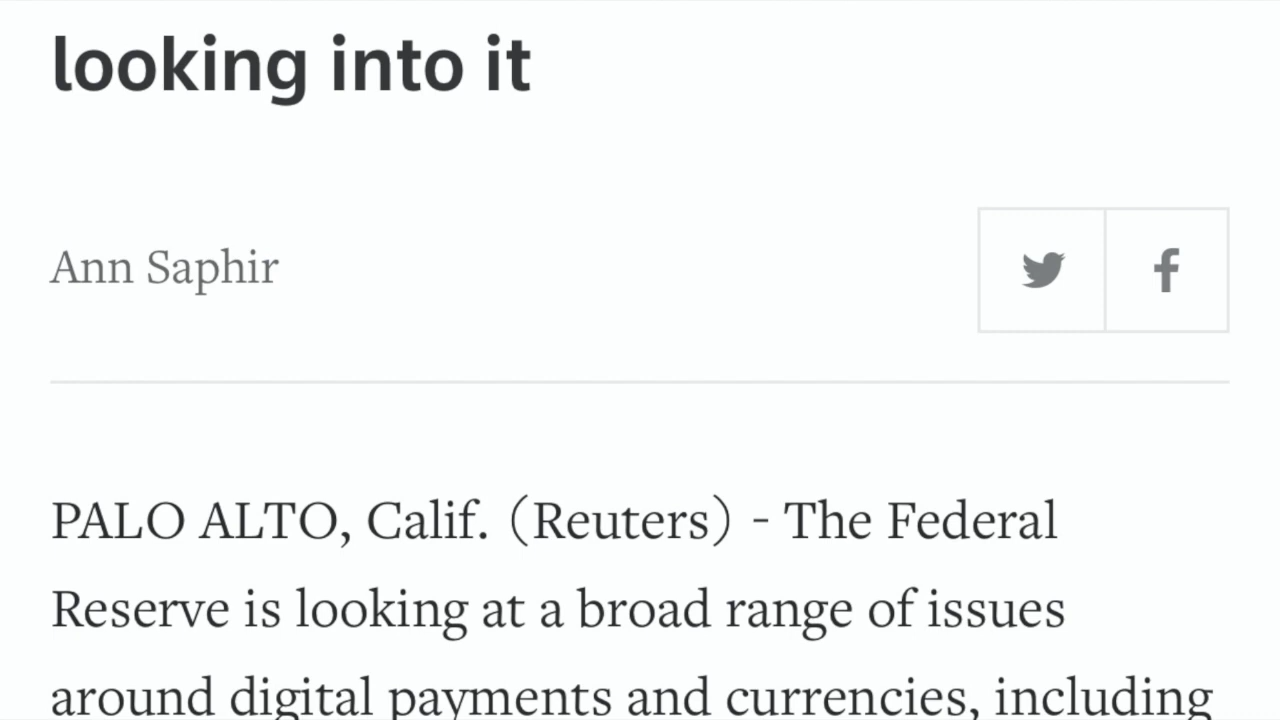 looking into it
Ann Saphir
PALO ALTO, Calif. (Reuters) - The Federal
Reserve is looking at a broad range of issues
around digital payments and currencies, including